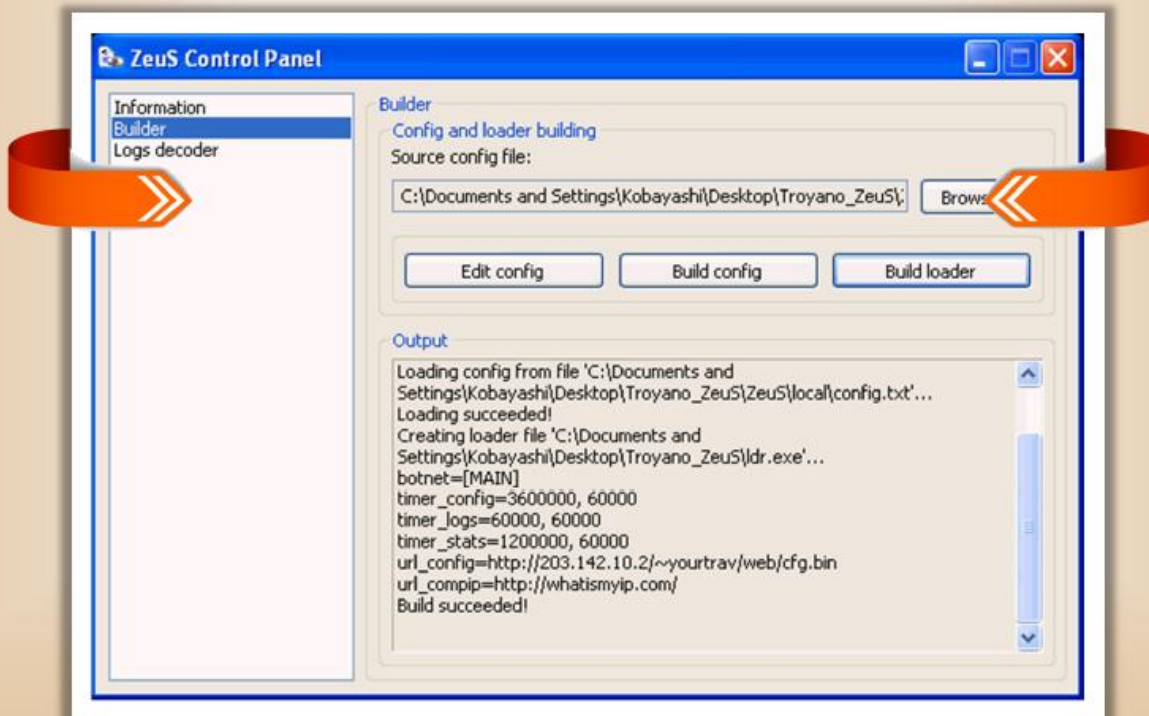 ZeuS Control Panel
Information
Builder
Logs decoder
Builder
Config and loader building
Source config file:
C:\Documents and Settings\Kobayashi\Desktop\Troyano_ZeuS\
Edit config
Build config
Build loader
Output
Loading config from file 'C:\Documents and
Settings\Kobayashi\Desktop\Troyano_ZeuS\ZeuS\local\config.txt'...
Loading succeeded!
Creating loader file 'C:\Documents and
Settings\Kobayashi\Desktop\Troyano_ZeuS\ldr.exe'...
botnet=[MAIN]
timer_config=3600000, 60000
timer_logs=60000, 60000
timer_stats=1200000, 60000
url_config=http://203.142.10.2/~yourtrav/web/cfg.bin
url_compip=http://whatismyip.com/
Build succeeded!